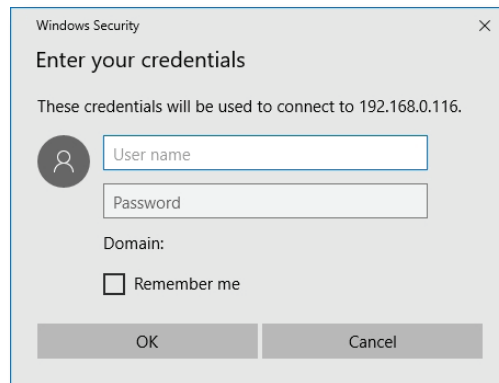 Windows Security
Enter your credentials
These credentials will be used to connect to 192.168.0.116.
User name
Password
Domain:
Remember me
OK
Cancel